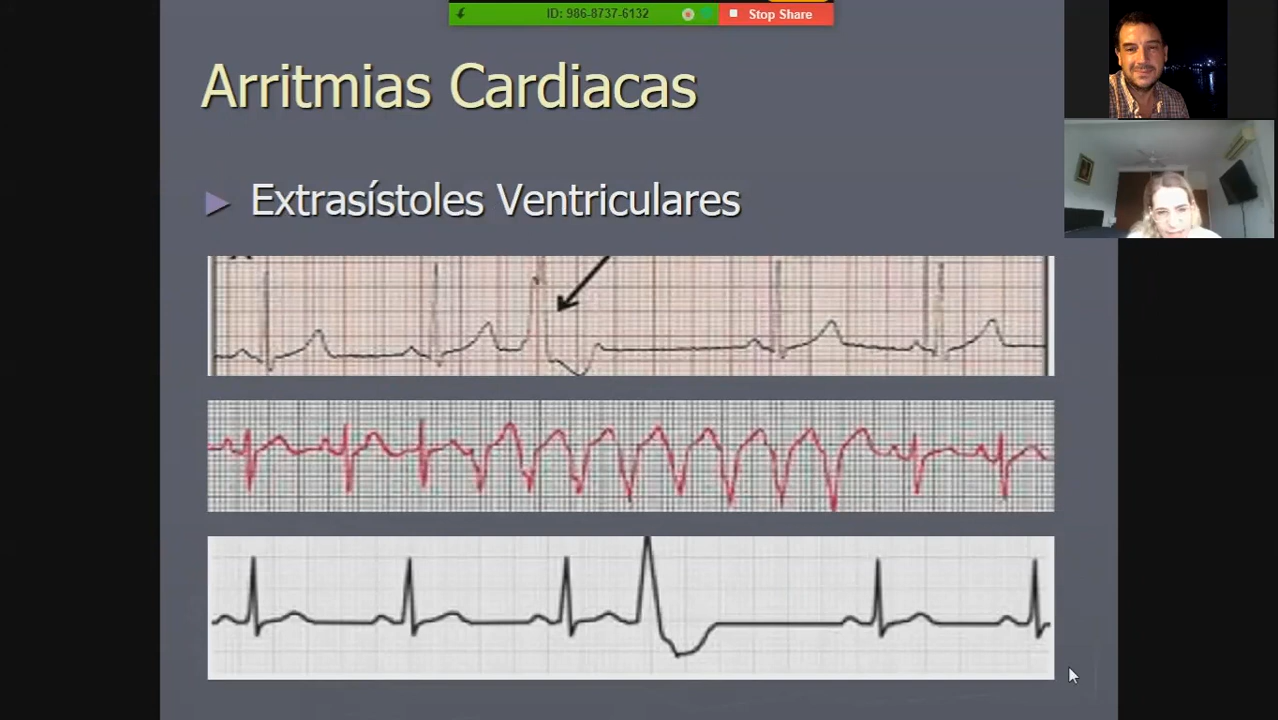 ID: 986-8737-6132
Stop Share
Arritmias Cardiacas
Extrasístoles Ventriculares